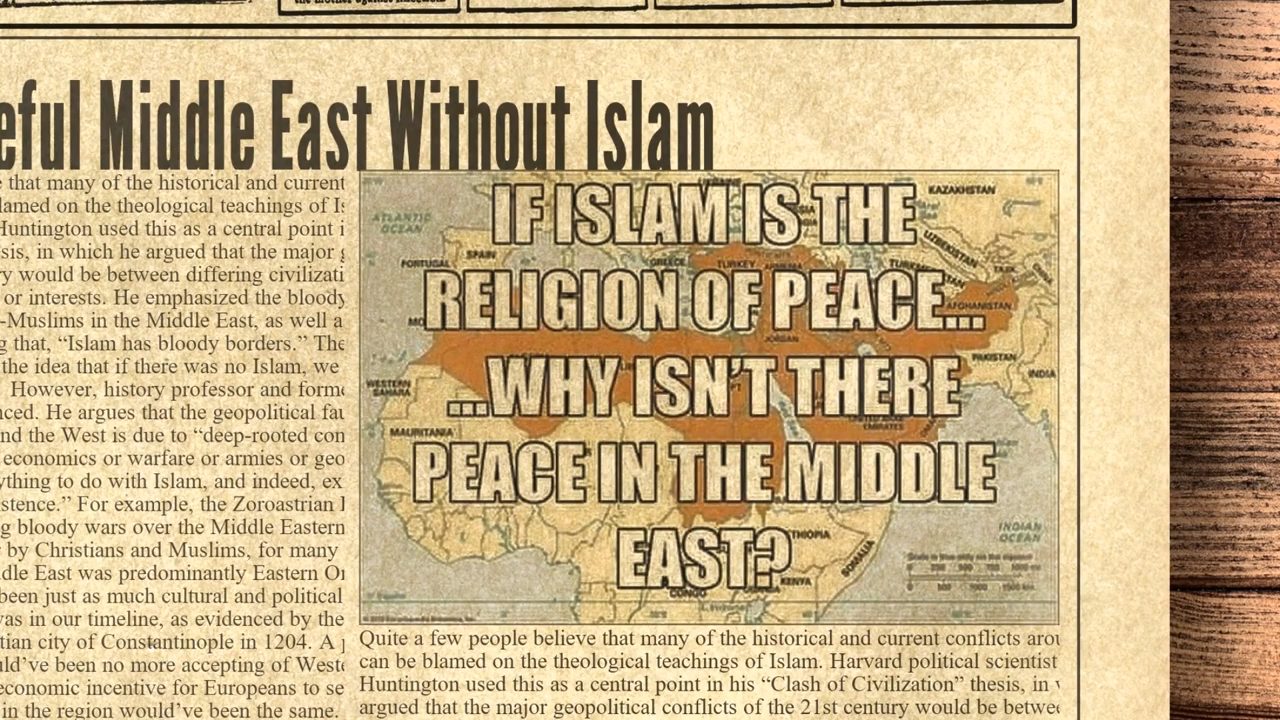 eful Middle East Without Islam
that many of the historical and current
lamed on the theological teachings of
Huntington used this as a central point
sis, in which he argued that the major
y would be between differing civilizati
or interests. He emphasized the bloody
-Muslims in the Middle East, as well a
g that, “Islam has bloody borders.” The
the idea that if there was no Islam, we
However, history professor and forme
nced. He argues that the geopolitical fau
nd the West is due to “deep-rooted con
economics or warfare or armies or geo
ything to do with Islam, and indeed, ex
istence.” For example, the Zoroastrian
g bloody wars over the Middle Eastern
by Christians and Muslims, for many
ddle East was predominantly Eastern Or
been just as much cultural and political
was in our timeline, as evidenced by the
tian city of Constantinople in 1204. A
uld’ve been no more accepting of Weste
economic incentive for Europeans to se
in the region would’ve been the same.
IF ISLAM IS THE
RELIGION OF PEACE...
...WHY ISN’T THERE
PEACE IN THE MIDDLE
EAST?
KAZAKHSTAN
ATLANTIC
OCEAN
UZBEKISTAN
SPAIN
PORTUGAL
GREECE
TURKEY
AFGHANISTAN
JORDAN
PAKISTAN
INDIA
WESTERN
SAHARA
EMIRATES
MAURITANIA
INDIAN
OCEAN
ETHIOPIA
SOMALIA
KENYA
CONGO
Quite a few people believe that many of the historical and current conflicts arou
can be blamed on the theological teachings of Islam. Harvard political scientist
Huntington used this as a central point in his “Clash of Civilization” thesis, in
argued that the major geopolitical conflicts of the 21st century would be betwe